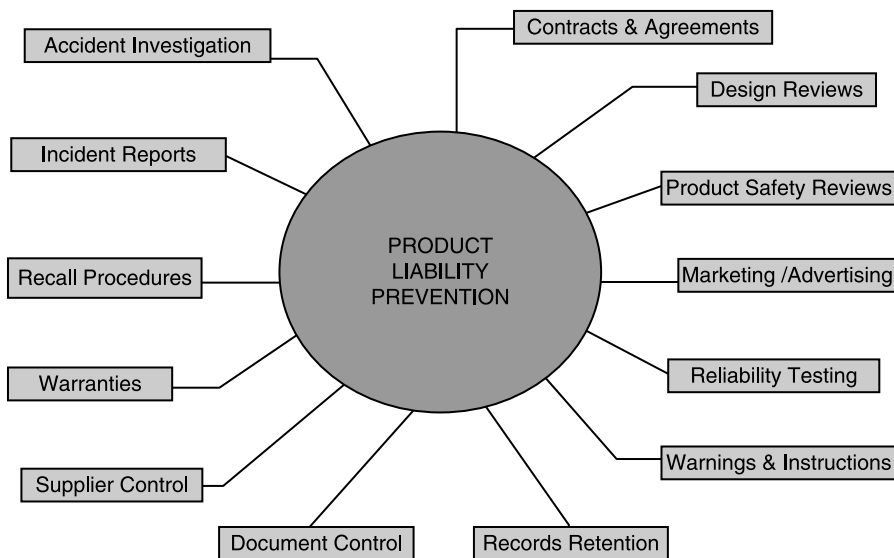 Contracts & Agreements
Accident Investigation
Design Reviews
Incident Reports
Product Safety Reviews
PRODUCT
LIABILITY
PREVENTION
Recall Procedures
Marketing /Advertising
Warranties
Reliability Testing
Supplier Control
Warnings & Instructions
Document Control
Records Retention